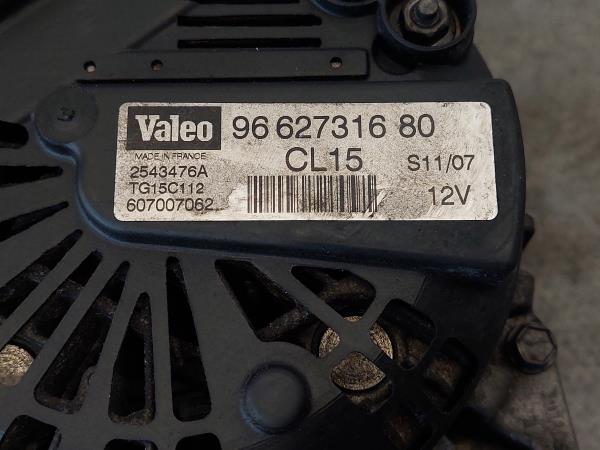 Valeo 96 627316 80
MADE IN FRANCE CL15 S11/07
2543476A
TG15C112 12V
607007062